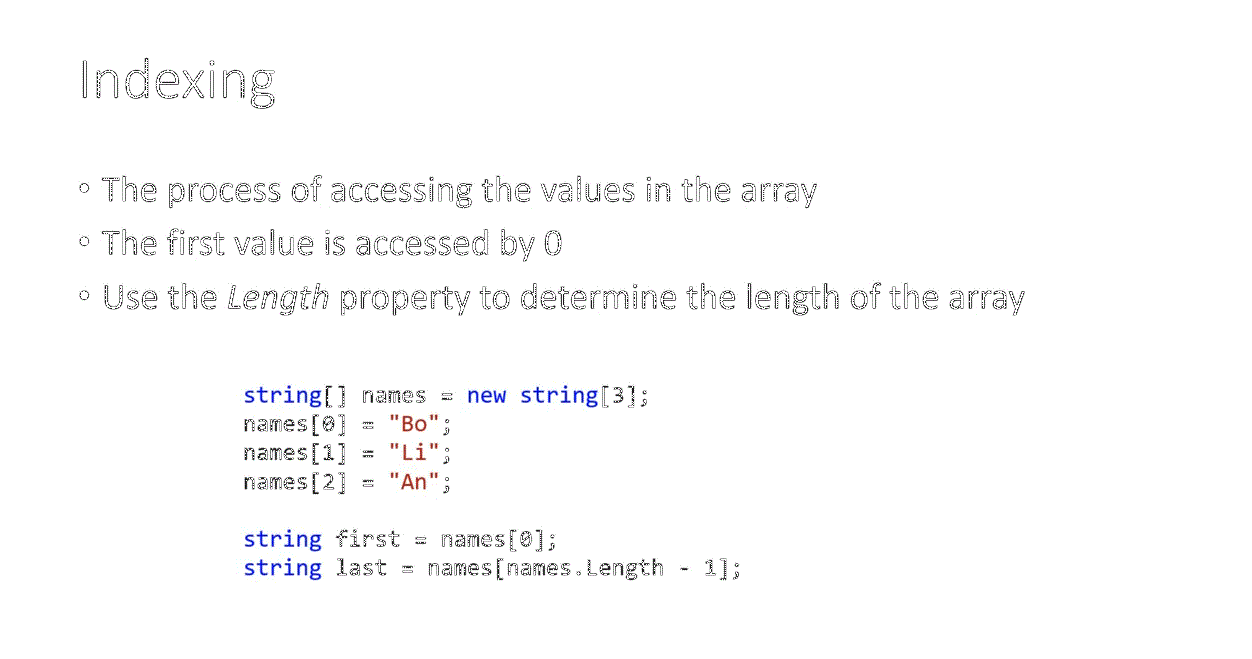 Indexing
• The process of accessing the values in the array
• The first value is accessed by 0
• Use the Length property to determine the length of the array
string[] names = new string[3];
names[0] = "Bo";
names[1] = "Li";
names[2] = "An";
string first = names[0];
string last = names[names.Length - 1];